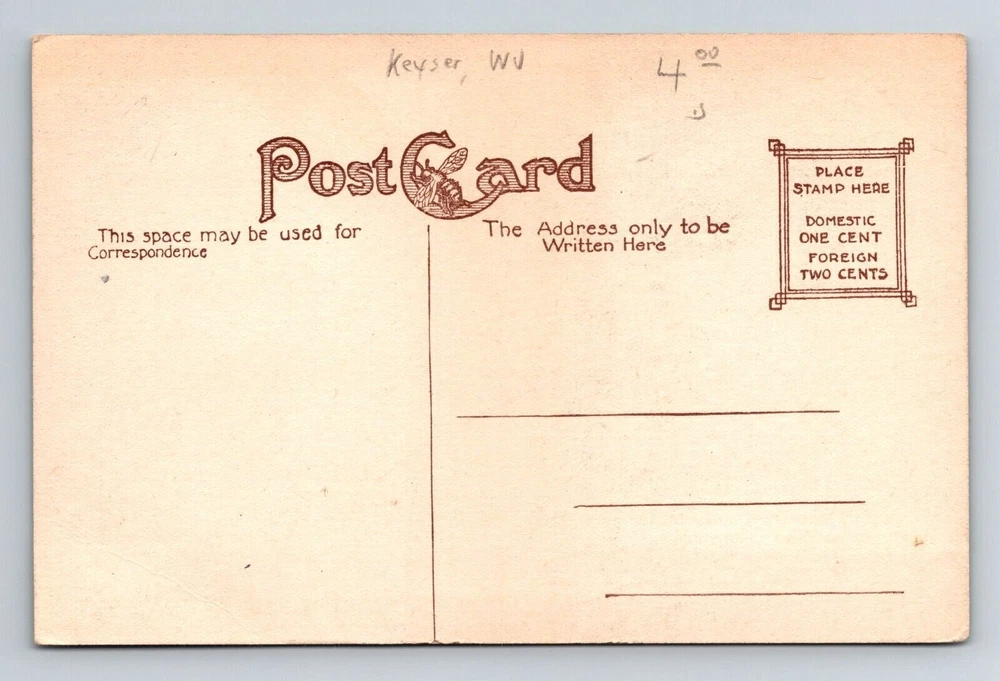 Keyser, WV
4 00
Post Card
This space may be used for
Correspondence
The Address only to be
Written Here
PLACE
STAMP HERE
DOMESTIC
ONE CENT
FOREIGN
TWO CENTS